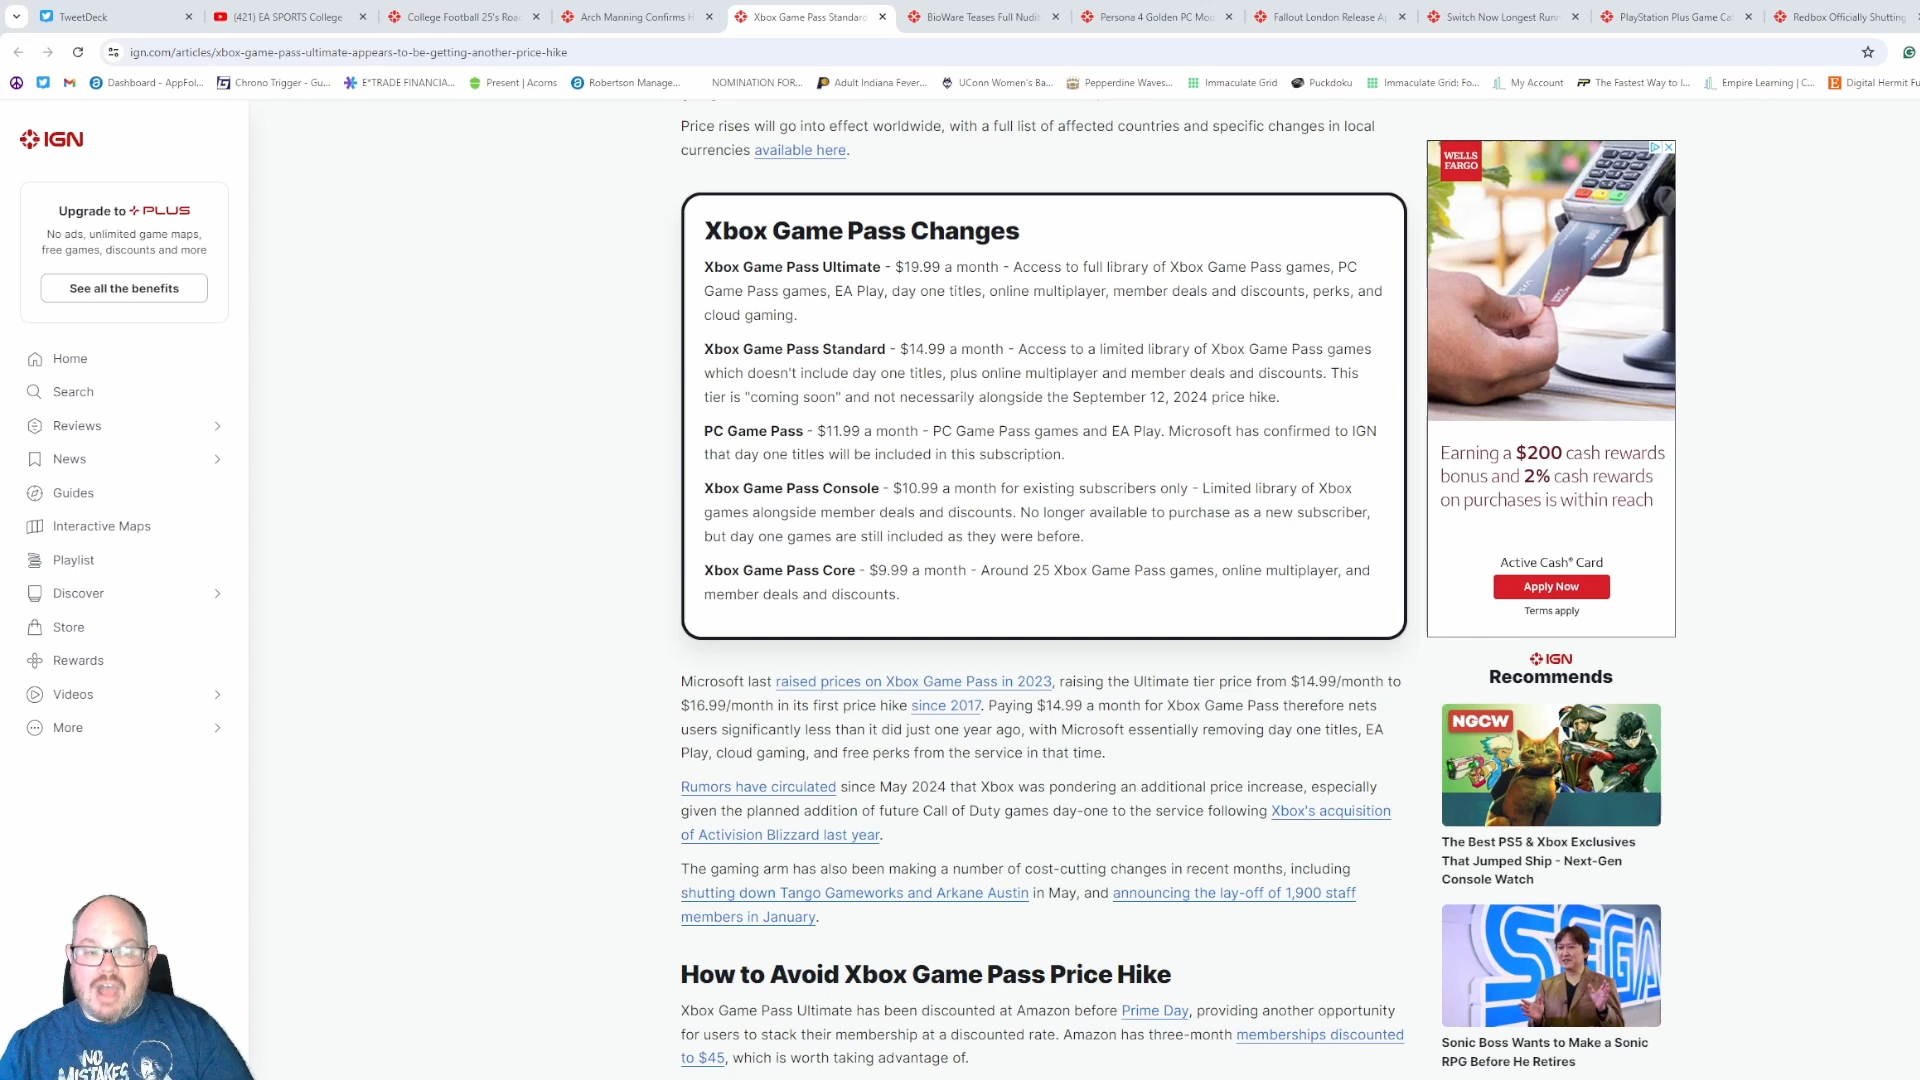 TweetDeck
(421) EA SPORTS College
College Football 25's Roa
Arch Manning Confirms H
Xbox Game Pass Standard
BioWare Teases Full Nudit
Persona 4 Golden PC Mod
Fallout London Release A
Switch Now Longest Runn
PlayStation Plus Game Ca
Redbox Officially Shutting
ign.com/articles/xbox-game-pass-ultimate-appears-to-be-getting-another-price-hike
Dashboard - AppFol...
Chrono Trigger - Gu...
E*TRADE FINANCIA...
Present | Acorns
Robertson Manage...
NOMINATION FOR...
Adult Indiana Fever...
UConn Women's Ba...
Pepperdine Waves...
Immaculate Grid
Puckdoku
Immaculate Grid: Fo...
My Account
The Fastest Way to l...
Empire Learning | C...
Digital Hermit Fu
IGN
Upgrade to PLUS
No ads, unlimited game maps,
free games, discounts and more
See all the benefits
Home
Search
Reviews
News
Guides
Interactive Maps
Playlist
Discover
Store
Rewards
Videos
More
Price rises will go into effect worldwide, with a full list of affected countries and specific changes in local
currencies available here.
Xbox Game Pass Changes
Xbox Game Pass Ultimate - $19.99 a month - Access to full library of Xbox Game Pass games, PC
Game Pass games, EA Play, day one titles, online multiplayer, member deals and discounts, perks, and
cloud gaming.
Xbox Game Pass Standard - $14.99 a month - Access to a limited library of Xbox Game Pass games
which doesn't include day one titles, plus online multiplayer and member deals and discounts. This
tier is "coming soon" and not necessarily alongside the September 12, 2024 price hike.
PC Game Pass - $11.99 a month - PC Game Pass games and EA Play. Microsoft has confirmed to IGN
that day one titles will be included in this subscription.
Xbox Game Pass Console - $10.99 a month for existing subscribers only - Limited library of Xbox
games alongside member deals and discounts. No longer available to purchase as a new subscriber,
but day one games are still included as they were before.
Xbox Game Pass Core - $9.99 a month - Around 25 Xbox Game Pass games, online multiplayer, and
member deals and discounts.
Microsoft last raised prices on Xbox Game Pass in 2023, raising the Ultimate tier price from $14.99/month to
$16.99/month in its first price hike since 2017. Paying $14.99 a month for Xbox Game Pass therefore nets
users significantly less than it did just one year ago, with Microsoft essentially removing day one titles, EA
Play, cloud gaming, and free perks from the service in that time.
Rumors have circulated since May 2024 that Xbox was pondering an additional price increase, especially
given the planned addition of future Call of Duty games day-one to the service following Xbox's acquisition
of Activision Blizzard last year.
The gaming arm has also been making a number of cost-cutting changes in recent months, including
shutting down Tango Gameworks and Arkane Austin in May, and announcing the lay-off of 1,900 staff
members in January.
How to Avoid Xbox Game Pass Price Hike
Xbox Game Pass Ultimate has been discounted at Amazon before Prime Day, providing another opportunity
for users to stack their membership at a discounted rate. Amazon has three-month memberships discounted
to $45, which is worth taking advantage of.
WELLS
FARGO
VISA
Earning a $200 cash rewards
bonus and 2% cash rewards
on purchases is within reach
Active Cash® Card
Apply Now
Terms apply
IGN
Recommends
NGCW
The Best PS5 & Xbox Exclusives
That Jumped Ship - Next-Gen
Console Watch
SEGA
Sonic Boss Wants to Make a Sonic
RPG Before He Retires
NO
MISTAKES